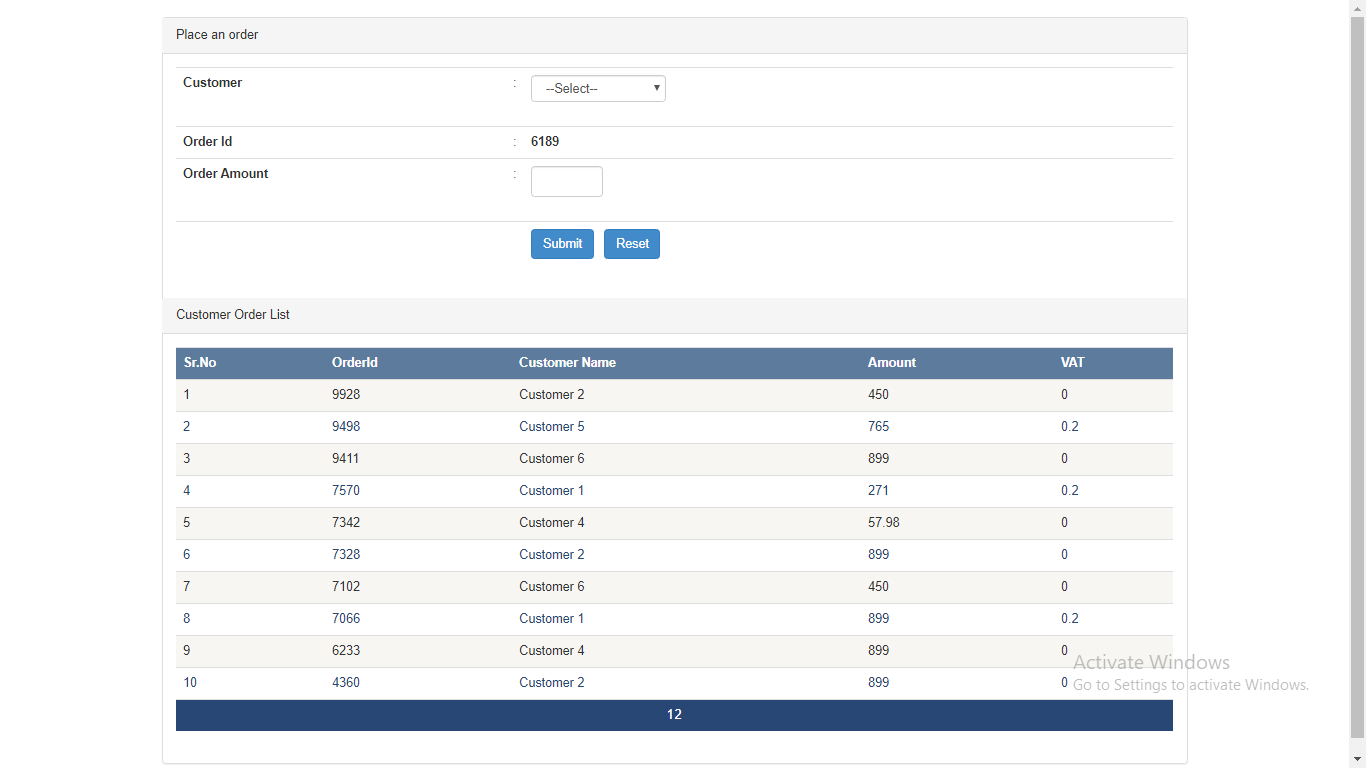 Place an order
Customer : --Select--
Order Id : 6189
Order Amount :
Submit Reset
Customer Order List
Sr.No OrderId Customer Name Amount VAT
1 9928 Customer 2 450 0
2 9498 Customer 5 765 0.2
3 9411 Customer 6 899 0
4 7570 Customer 1 271 0.2
5 7342 Customer 4 57.98 0
6 7328 Customer 2 899 0
7 7102 Customer 6 450 0
8 7066 Customer 1 899 0.2
9 6233 Customer 4 899 0
10 4360 Customer 2 899 0
12
Activate Windows
Go to Settings to activate Windows.